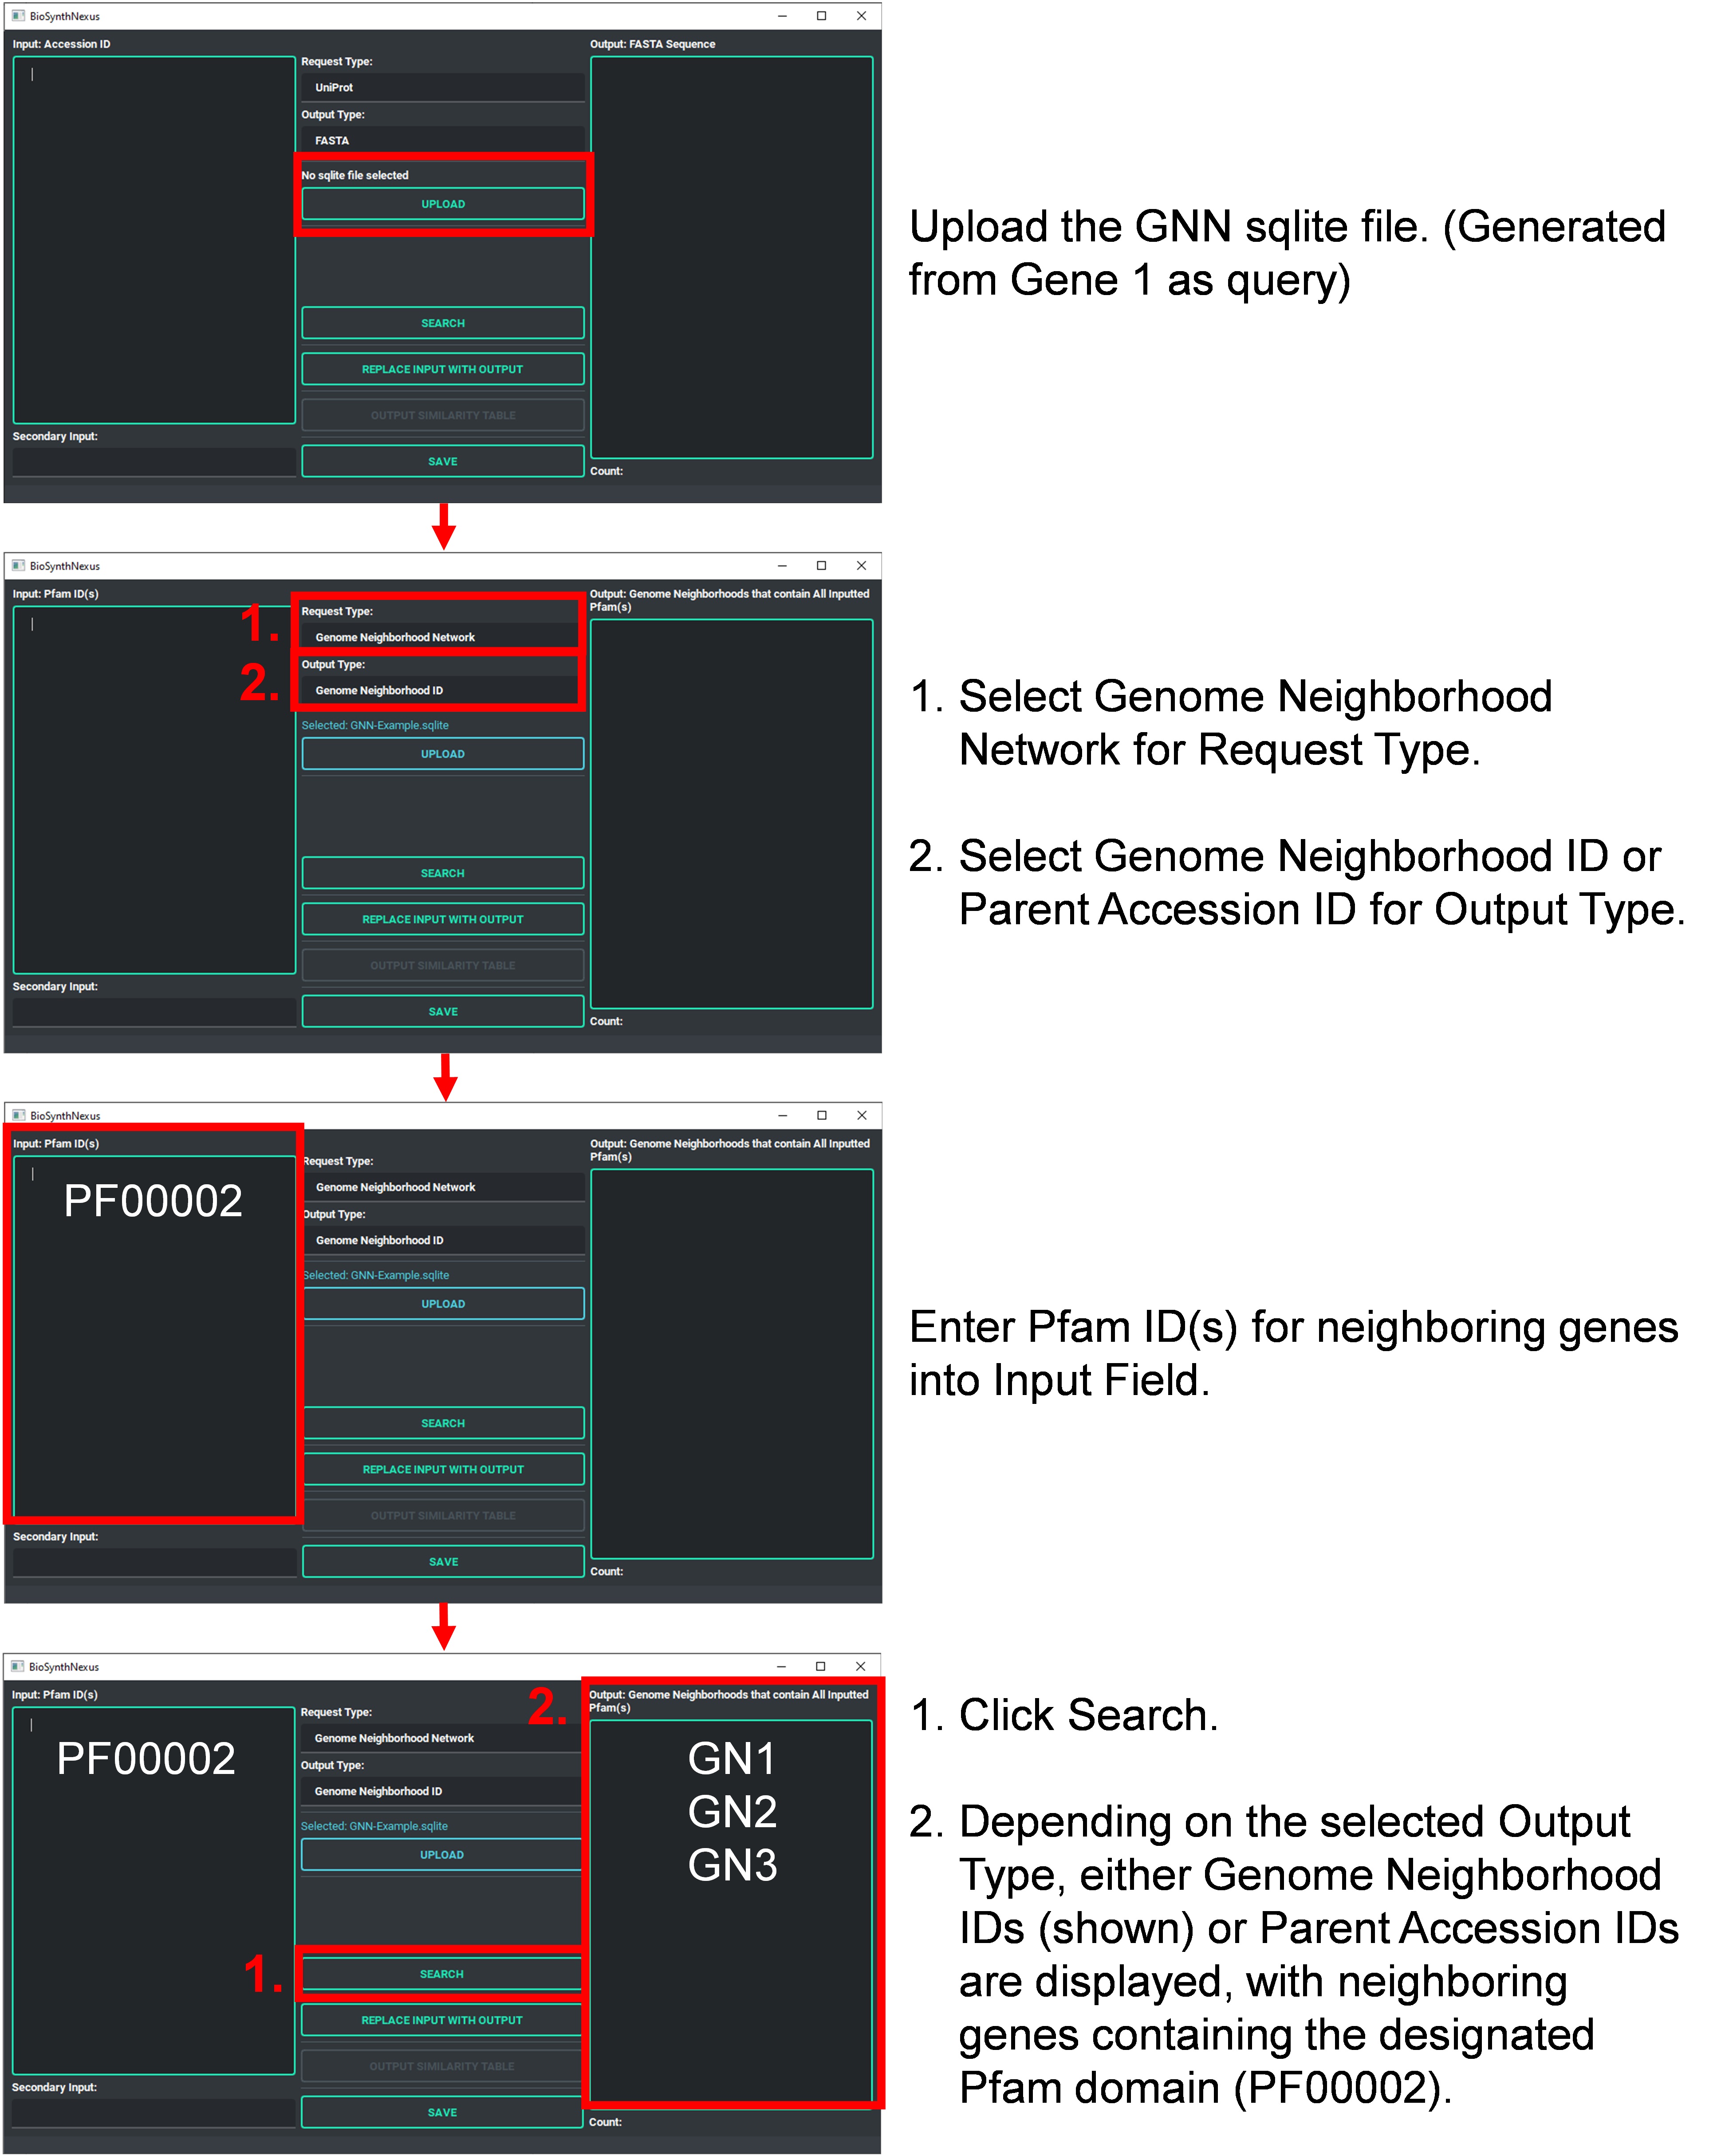 BioSynthNexus
Input: Accession ID
Request Type:
UniProt
Output Type:
FASTA
No sqlite file selected
UPLOAD
SEARCH
REPLACE INPUT WITH OUTPUT
OUTPUT SIMILARITY TABLE
SAVE
Secondary Input:
Output: FASTA Sequence
Count:
Upload the GNN sqlite file. (Generated
from Gene 1 as query)
BioSynthNexus
Input: Pfam ID(s)
1.
Request Type:
Genome Neighborhood Network
2.
Output Type:
Genome Neighborhood ID
Selected: GNN-Example.sqlite
UPLOAD
SEARCH
REPLACE INPUT WITH OUTPUT
OUTPUT SIMILARITY TABLE
SAVE
Secondary Input:
Output: Genome Neighborhoods that contain All Inputted
Pfam(s)
Count:
1. Select Genome Neighborhood
Network for Request Type.
2. Select Genome Neighborhood ID or
Parent Accession ID for Output Type.
BioSynthNexus
Input: Pfam ID(s)
PF00002
Request Type:
Genome Neighborhood Network
Output Type:
Genome Neighborhood ID
Selected: GNN-Example.sqlite
UPLOAD
SEARCH
REPLACE INPUT WITH OUTPUT
OUTPUT SIMILARITY TABLE
SAVE
Secondary Input:
Output: Genome Neighborhoods that contain All Inputted
Pfam(s)
Count:
Enter Pfam ID(s) for neighboring genes
into Input Field.
BioSynthNexus
Input: Pfam ID(s)
PF00002
Request Type:
Genome Neighborhood Network
Output Type:
Genome Neighborhood ID
Selected: GNN-Example.sqlite
UPLOAD
1.
SEARCH
REPLACE INPUT WITH OUTPUT
OUTPUT SIMILARITY TABLE
SAVE
Secondary Input:
2.
Output: Genome Neighborhoods that contain All Inputted
Pfam(s)
GN1
GN2
GN3
Count:
1. Click Search.
2. Depending on the selected Output
Type, either Genome Neighborhood
IDs (shown) or Parent Accession IDs
are displayed, with neighboring
genes containing the designated
Pfam domain (PF00002).